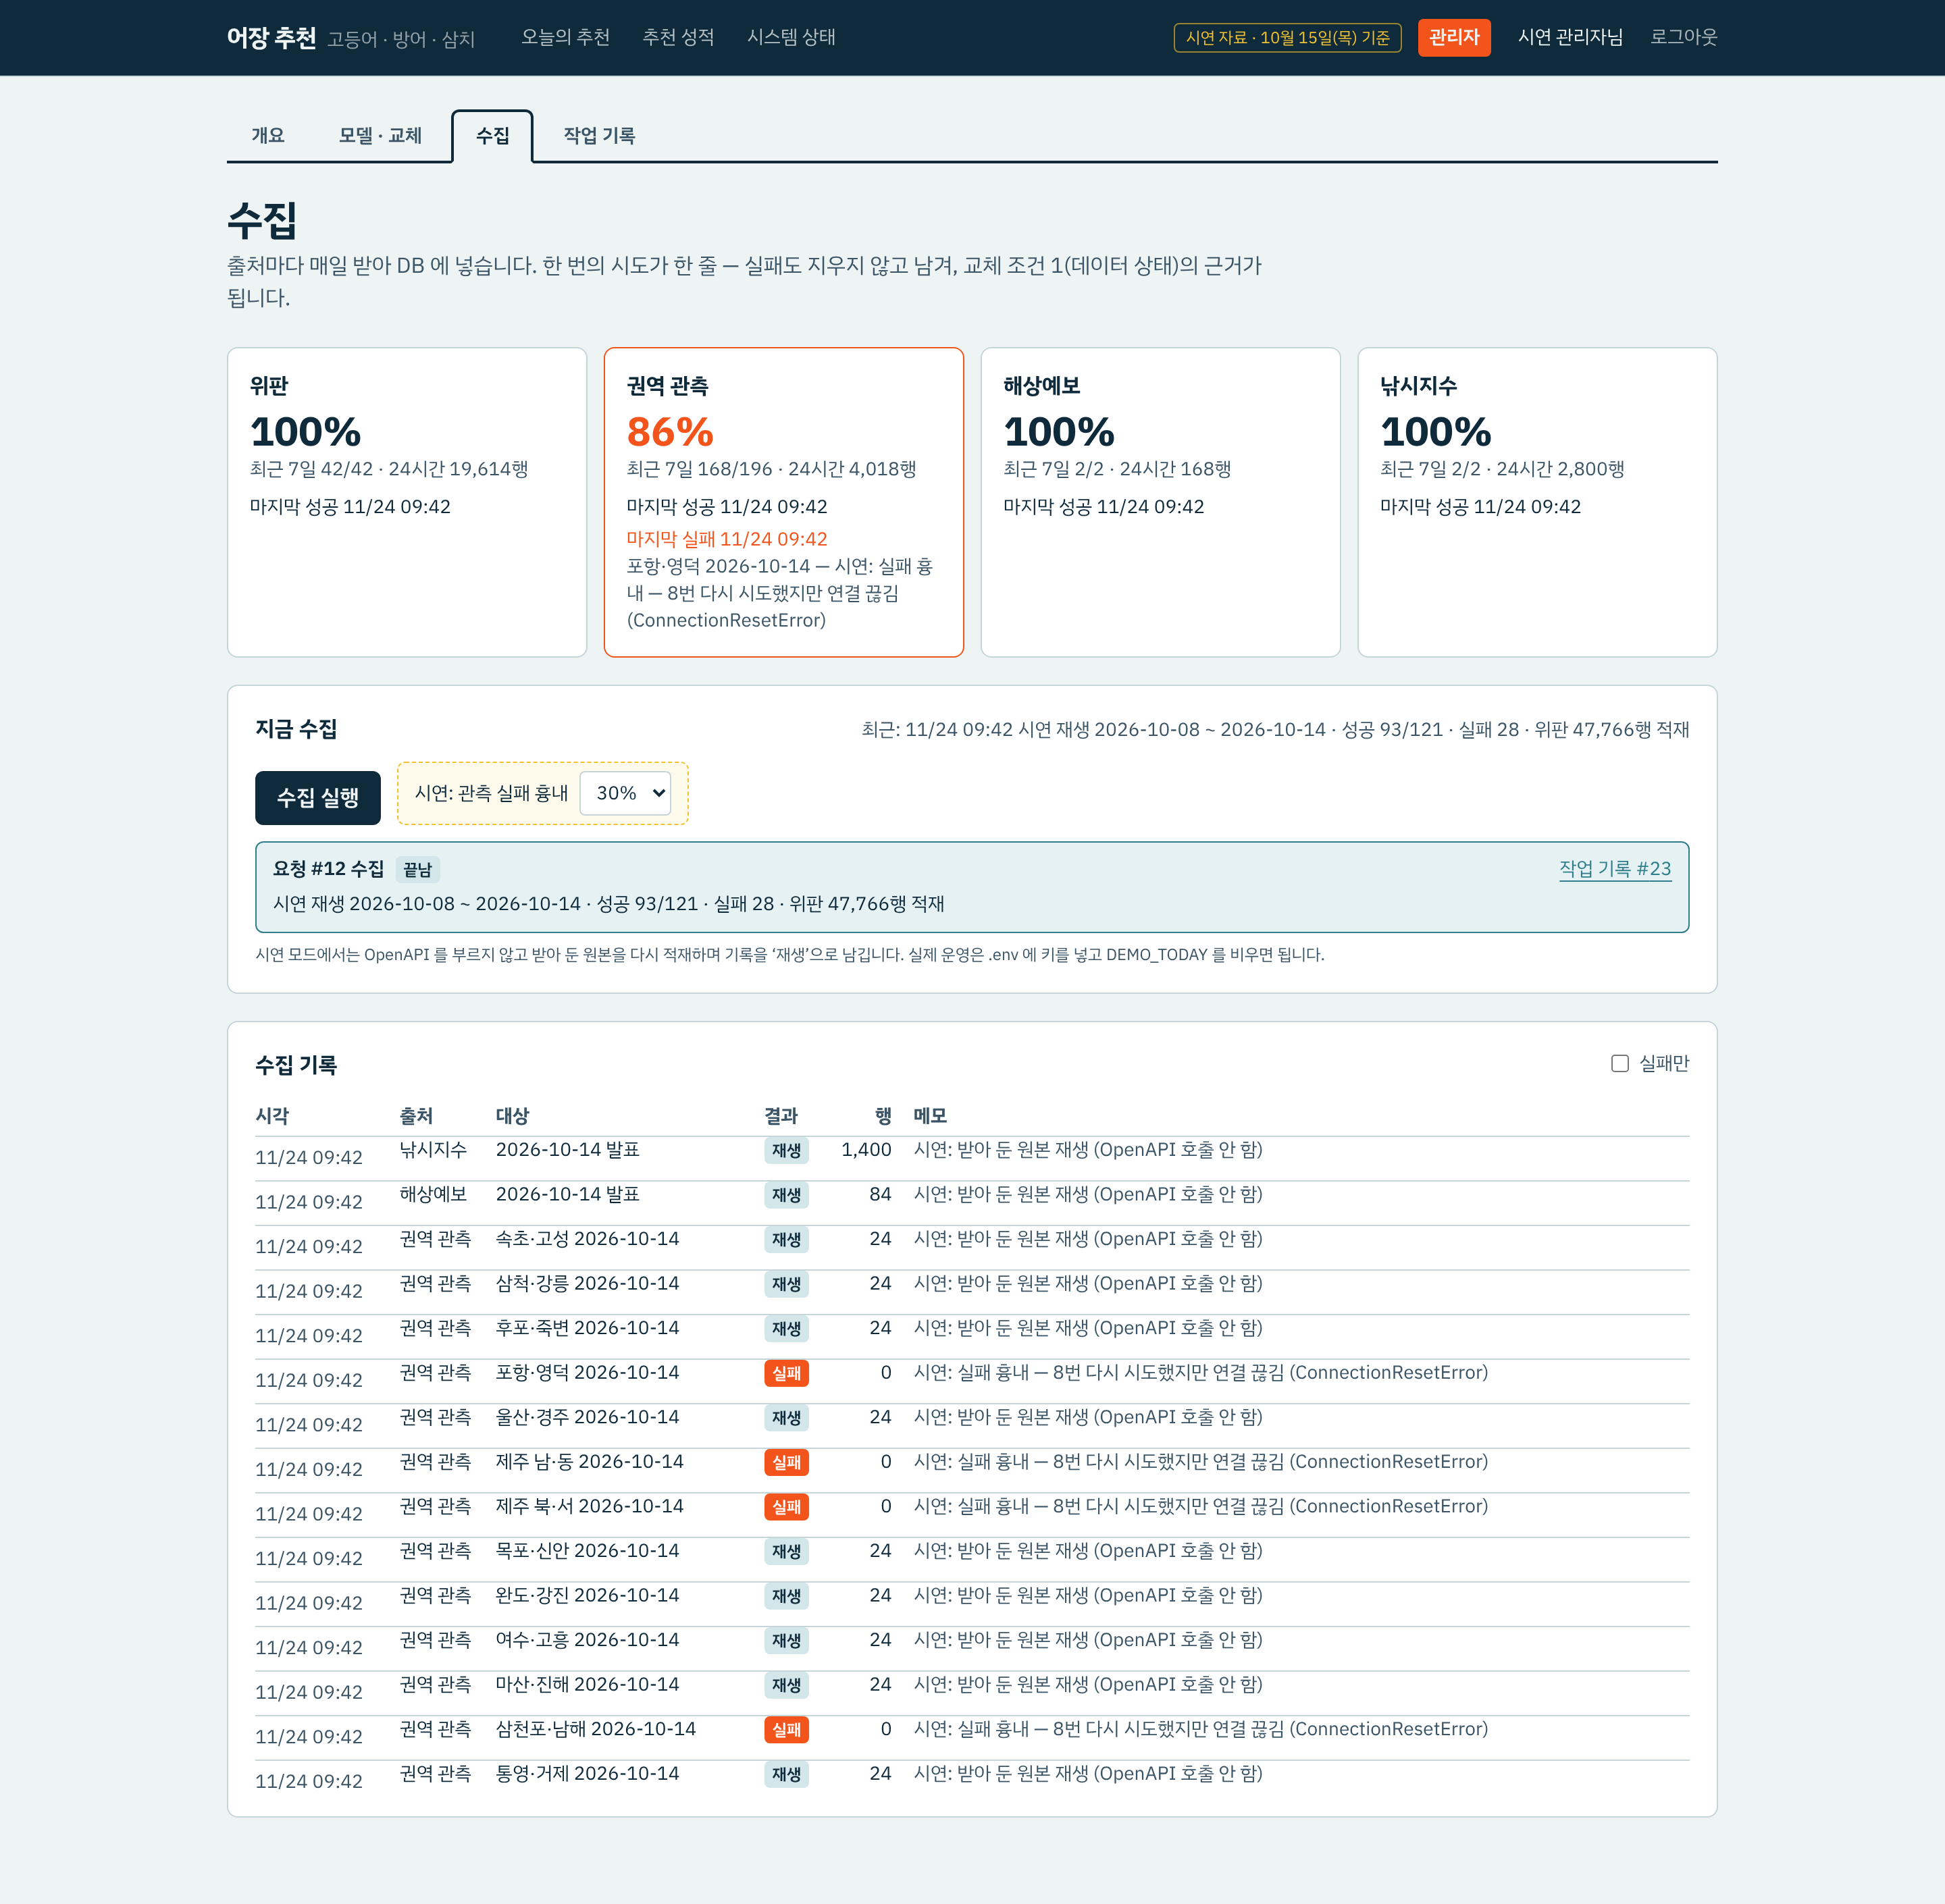 어장 추천 고등어 · 방어 · 삼치 오늘의 추천 추천 성적 시스템 상태 시연 자료 · 10월 15일(목) 기준 관리자 시연 관리자님 로그아웃
개요 모델 · 교체 수집 작업 기록
수집
출처마다 매일 받아 DB 에 넣습니다. 한 번의 시도가 한 줄 — 실패도 지우지 않고 남겨, 교체 조건 1(데이터 상태)의 근거가
됩니다.
위판
100%
최근 7일 42/42 · 24시간 19,614행
마지막 성공 11/24 09:42
권역 관측
86%
최근 7일 168/196 · 24시간 4,018행
마지막 성공 11/24 09:42
마지막 실패 11/24 09:42
포항·영덕 2026-10-14 — 시연: 실패 흉
내 — 8번 다시 시도했지만 연결 끊김
(ConnectionResetError)
해상예보
100%
최근 7일 2/2 · 24시간 168행
마지막 성공 11/24 09:42
낚시지수
100%
최근 7일 2/2 · 24시간 2,800행
마지막 성공 11/24 09:42
지금 수집 최근: 11/24 09:42 시연 재생 2026-10-08 ~ 2026-10-14 · 성공 93/121 · 실패 28 · 위판 47,766행 적재
수집 실행 시연: 관측 실패 흉내 30%
요청 #12 수집 끝남 작업 기록 #23
시연 재생 2026-10-08 ~ 2026-10-14 · 성공 93/121 · 실패 28 · 위판 47,766행 적재
시연 모드에서는 OpenAPI 를 부르지 않고 받아 둔 원본을 다시 적재하며 기록을 ‘재생’으로 남깁니다. 실제 운영은 .env 에 키를 넣고 DEMO_TODAY 를 비우면 됩니다.
수집 기록 실패만
시각 출처 대상 결과 행 메모
11/24 09:42 낚시지수 2026-10-14 발표 재생 1,400 시연: 받아 둔 원본 재생 (OpenAPI 호출 안 함)
11/24 09:42 해상예보 2026-10-14 발표 재생 84 시연: 받아 둔 원본 재생 (OpenAPI 호출 안 함)
11/24 09:42 권역 관측 속초·고성 2026-10-14 재생 24 시연: 받아 둔 원본 재생 (OpenAPI 호출 안 함)
11/24 09:42 권역 관측 삼척·강릉 2026-10-14 재생 24 시연: 받아 둔 원본 재생 (OpenAPI 호출 안 함)
11/24 09:42 권역 관측 후포·죽변 2026-10-14 재생 24 시연: 받아 둔 원본 재생 (OpenAPI 호출 안 함)
11/24 09:42 권역 관측 포항·영덕 2026-10-14 실패 0 시연: 실패 흉내 — 8번 다시 시도했지만 연결 끊김 (ConnectionResetError)
11/24 09:42 권역 관측 울산·경주 2026-10-14 재생 24 시연: 받아 둔 원본 재생 (OpenAPI 호출 안 함)
11/24 09:42 권역 관측 제주 남·동 2026-10-14 실패 0 시연: 실패 흉내 — 8번 다시 시도했지만 연결 끊김 (ConnectionResetError)
11/24 09:42 권역 관측 제주 북·서 2026-10-14 실패 0 시연: 실패 흉내 — 8번 다시 시도했지만 연결 끊김 (ConnectionResetError)
11/24 09:42 권역 관측 목포·신안 2026-10-14 재생 24 시연: 받아 둔 원본 재생 (OpenAPI 호출 안 함)
11/24 09:42 권역 관측 완도·강진 2026-10-14 재생 24 시연: 받아 둔 원본 재생 (OpenAPI 호출 안 함)
11/24 09:42 권역 관측 여수·고흥 2026-10-14 재생 24 시연: 받아 둔 원본 재생 (OpenAPI 호출 안 함)
11/24 09:42 권역 관측 마산·진해 2026-10-14 재생 24 시연: 받아 둔 원본 재생 (OpenAPI 호출 안 함)
11/24 09:42 권역 관측 삼천포·남해 2026-10-14 실패 0 시연: 실패 흉내 — 8번 다시 시도했지만 연결 끊김 (ConnectionResetError)
11/24 09:42 권역 관측 통영·거제 2026-10-14 재생 24 시연: 받아 둔 원본 재생 (OpenAPI 호출 안 함)